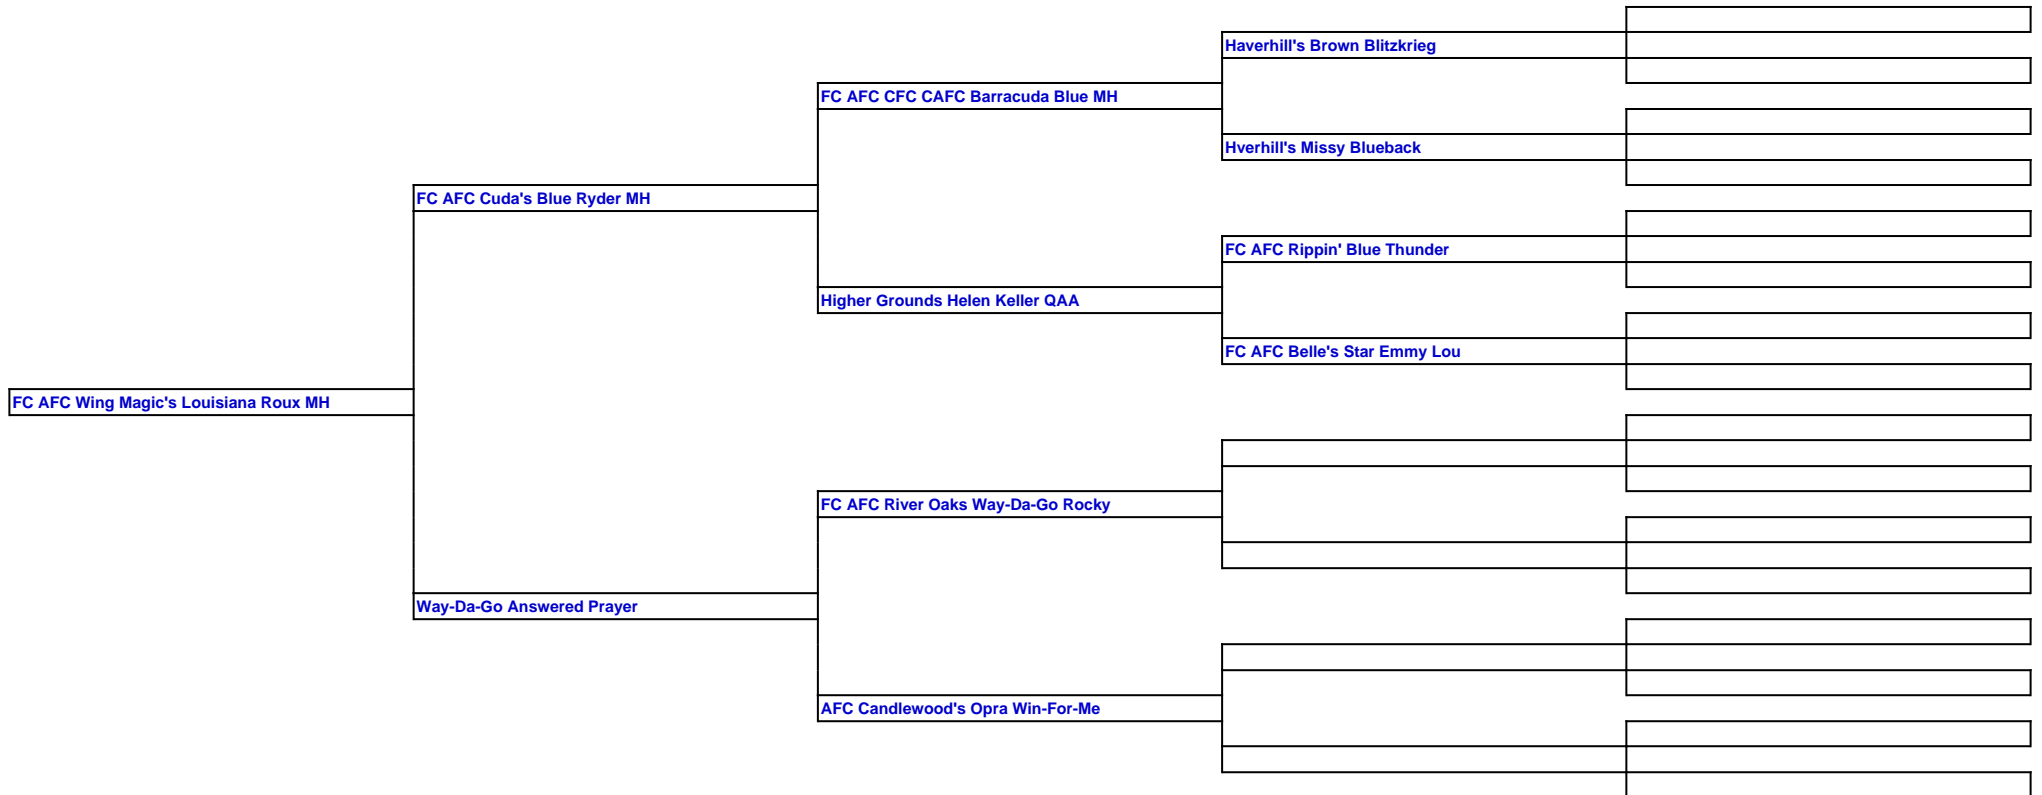 Haverhill's Brown Blitzkrieg
FC AFC CFC CAFC Barracuda Blue MH
Hverhill's Missy Blueback
FC AFC Cuda's Blue Ryder MH
FC AFC Rippin' Blue Thunder
Higher Grounds Helen Keller QAA
FC AFC Belle's Star Emmy Lou
FC AFC Wing Magic's Louisiana Roux MH
FC AFC River Oaks Way-Da-Go Rocky
Way-Da-Go Answered Prayer
AFC Candlewood's Opra Win-For-Me